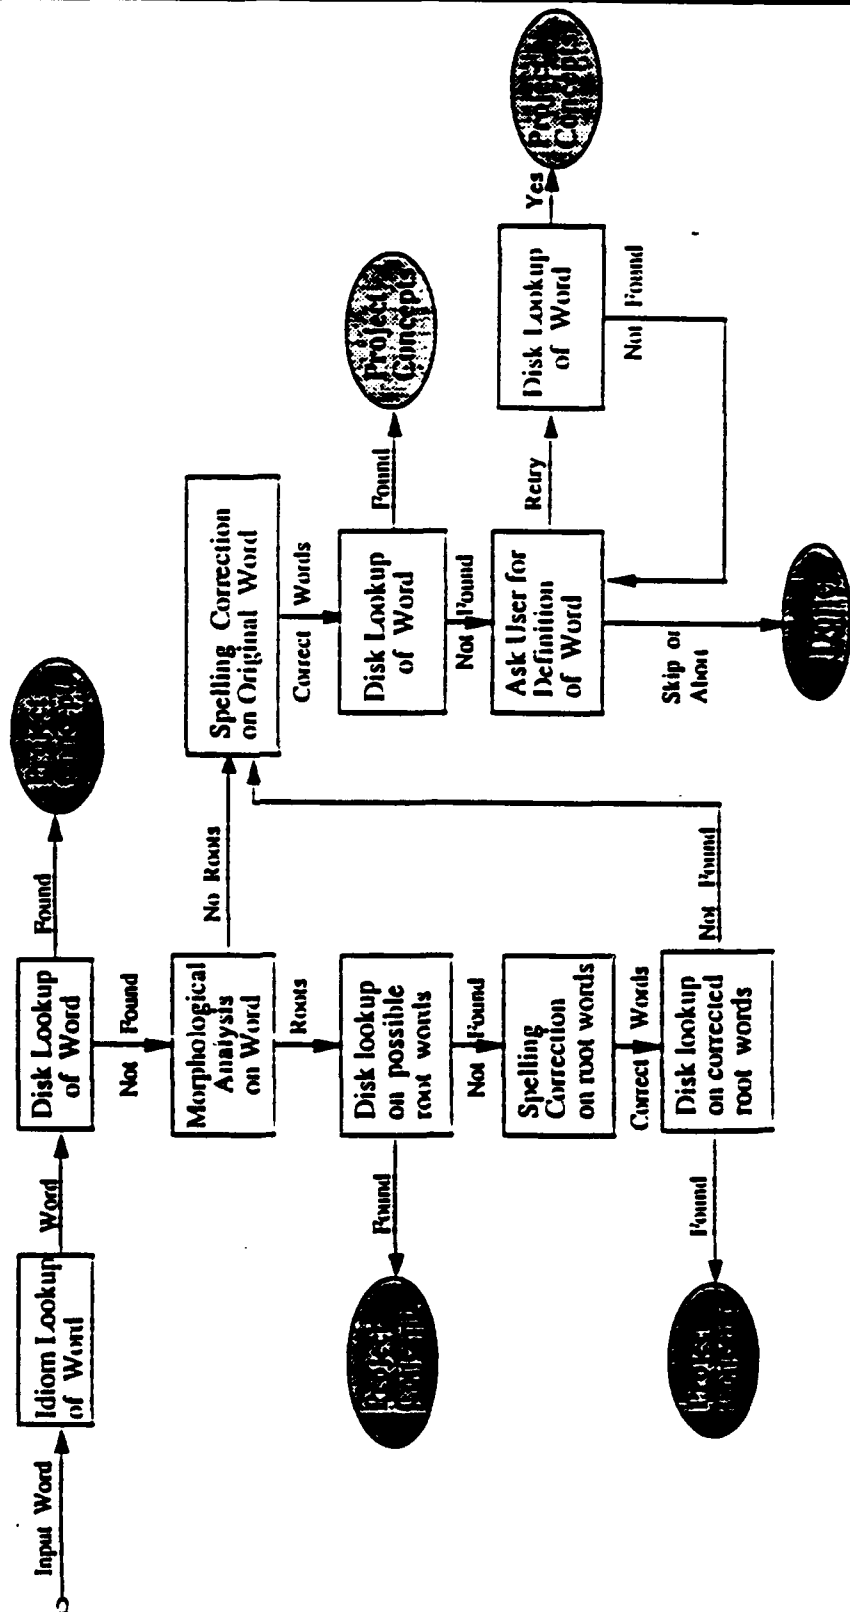 Input Word
Idiom Lookup
of Word
Word
Disk Lookup
of Word
Found
Not Found
Morphological
Analysis
on Word
No Roots
Roots
Disk lookup
on possible
root words
Found
Not Found
Spelling
Correction
on root words
Correct Words
Disk lookup
on corrected
root words
Found
Project
Not Found
Spelling Correction
on Original Word
Correct Words
Disk Lookup
of Word
Found
Project
Concepts
Not Found
Ask User for
Definition
of Word
Retry
Disk Lookup
of Word
Yes
Project
Concepts
Not Found
Skip or
Abort